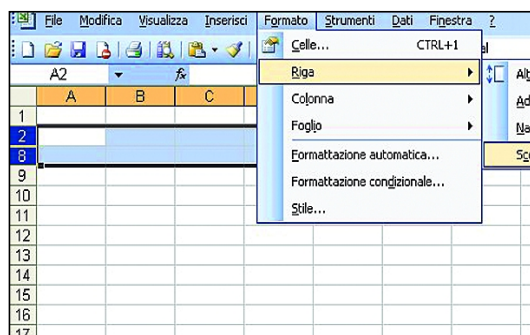 File Modifica Visualizza Inserisci Formato Strumenti Dati Finestra ?
Celle... CTRL+1
A2 fx
Riga
A B C
Colonna
1
Foglio
2
8
Formattazione automatica...
9
Formattazione condizionale...
10
Stile...
11
12
13
14
15
16
17